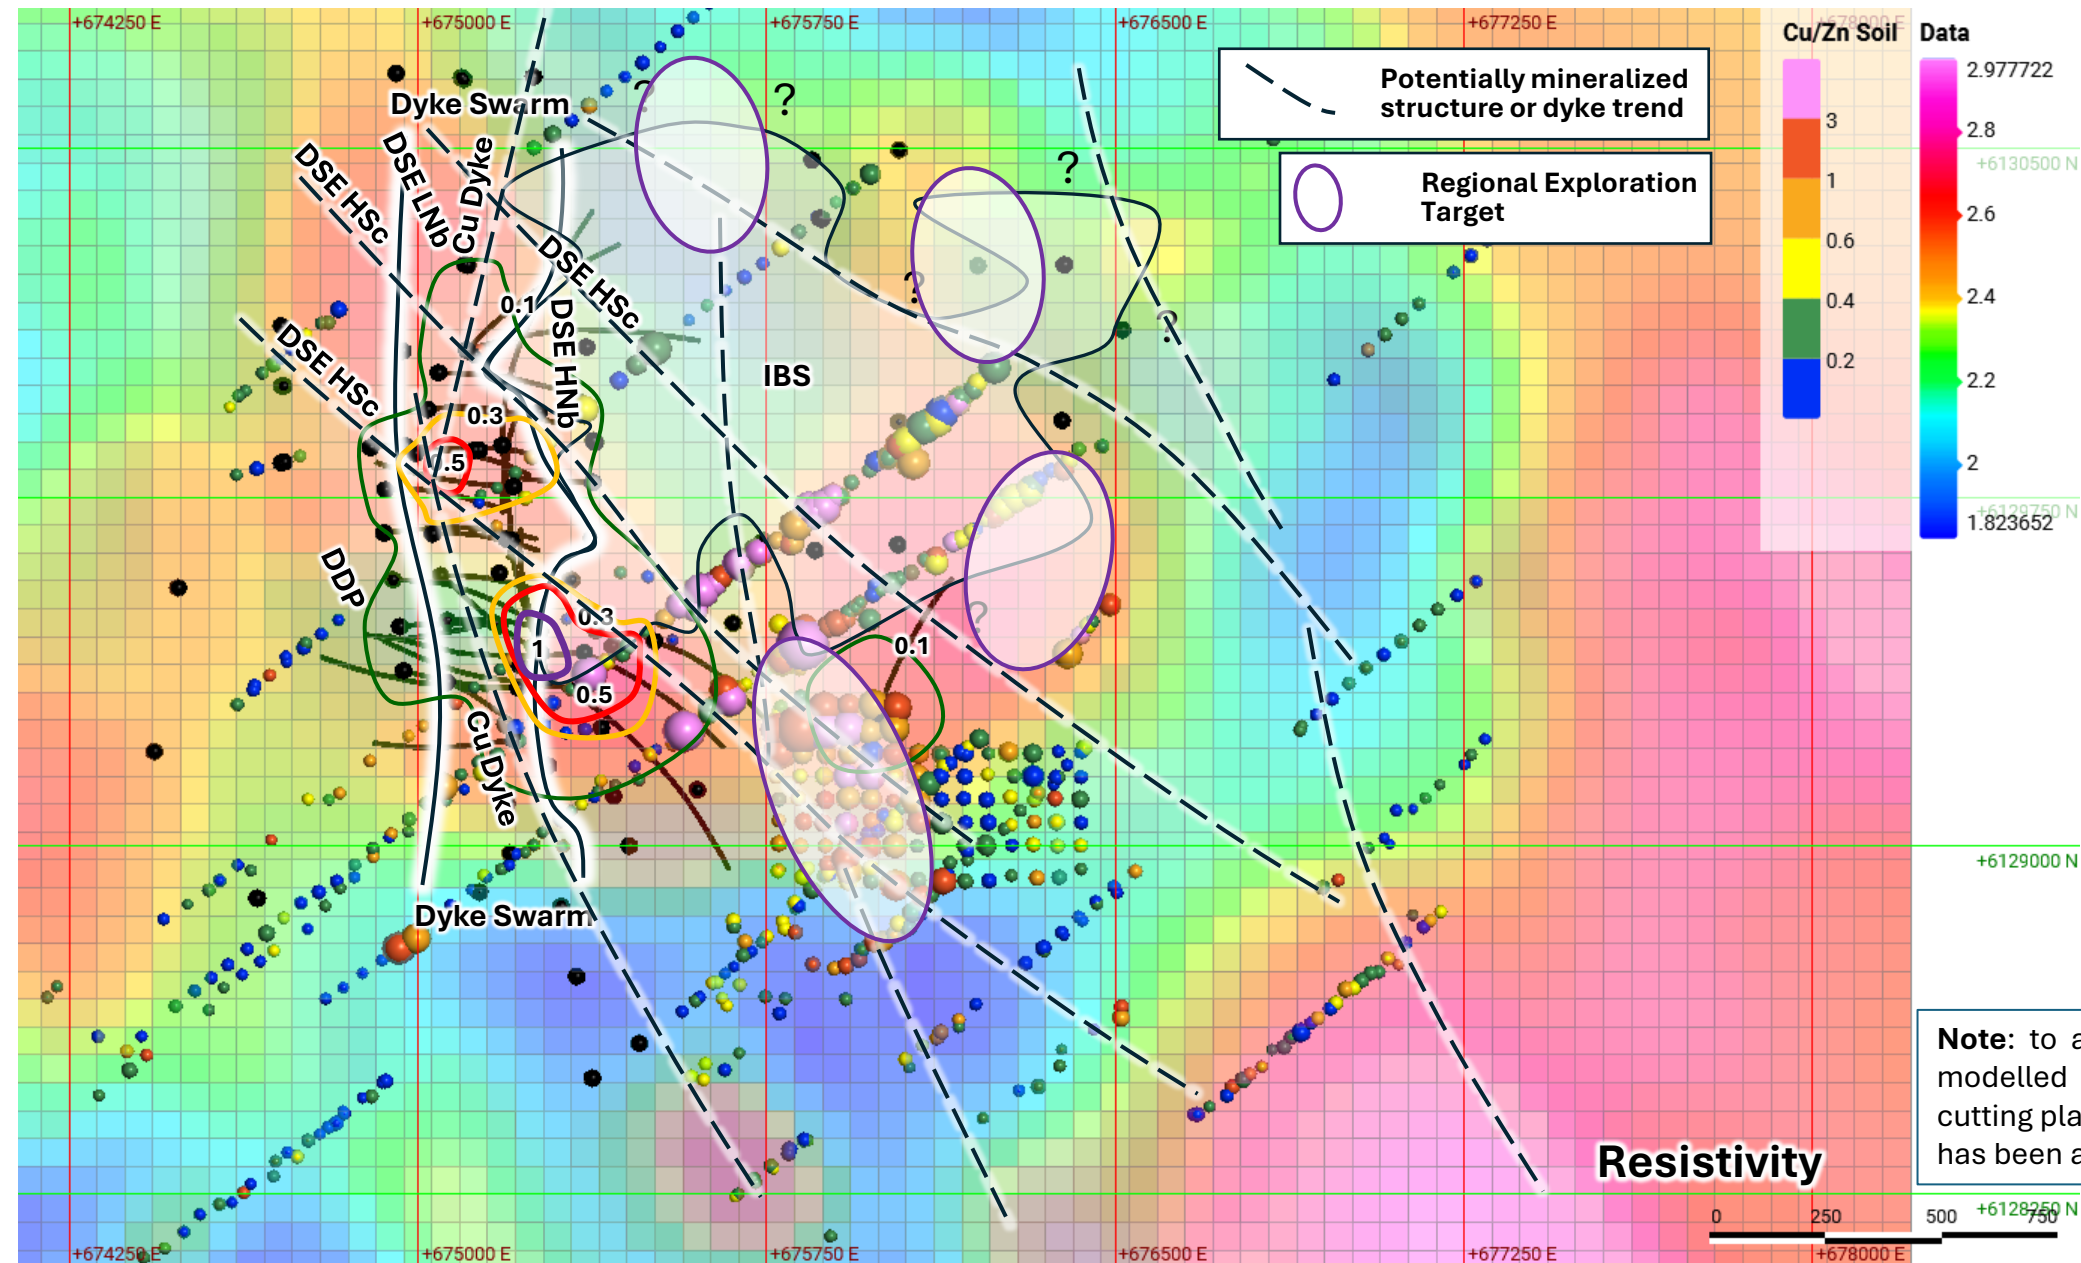 +674250 E
+675000 E
+675750 E
+676500 E
+677250 E
+678000 E
Cu/Zn Soil
Data
3
1
0.6
0.4
0.2
2.977722
2.8
2.6
2.4
2.2
2
1.823652
Potentially mineralized
structure or dyke trend
Regional Exploration
Target
+6130500 N
+6129750 N
+6129000 N
+6128250 N
Dyke Swarm
DSE HSc
DSE LNb
Cu Dyke
DSE HSc
DSE HSc
DSE HNb
?
?
?
?
?
?
IBS
0.1
0.3
.5
DDP
0.3
1
0.5
0.1
Cu Dyke
Dyke Swarm
Note: to a
modelled
cutting pla
has been a
Resistivity
0
250
500
750
+674250 E
+675000 E
+675750 E
+676500 E
+677250 E
+678000 E